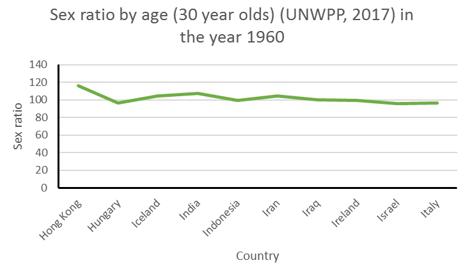 Sex ratio by age (30 year olds) (UNWPP, 2017) in
the year 1960
140
120
100
80
60
40
20
0
Sex ratio
Hong Kong
Hungary
Iceland
India
Indonesia
Iran
Iraq
Ireland
Israel
Italy
Country